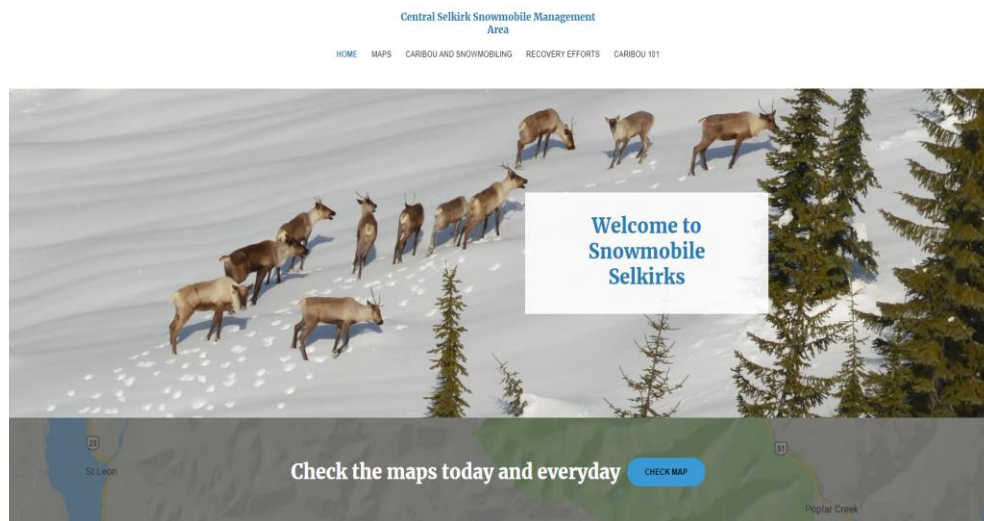 Central Selkirk Snowmobile Management
Area
HOME MAPS CARIBOU AND SNOWMOBILING RECOVERY EFFORTS CARIBOU 101
Welcome to
Snowmobile
Selkirks
23
31
St Leon
Check the maps today and everyday CHECK MAP
Poplar Creek